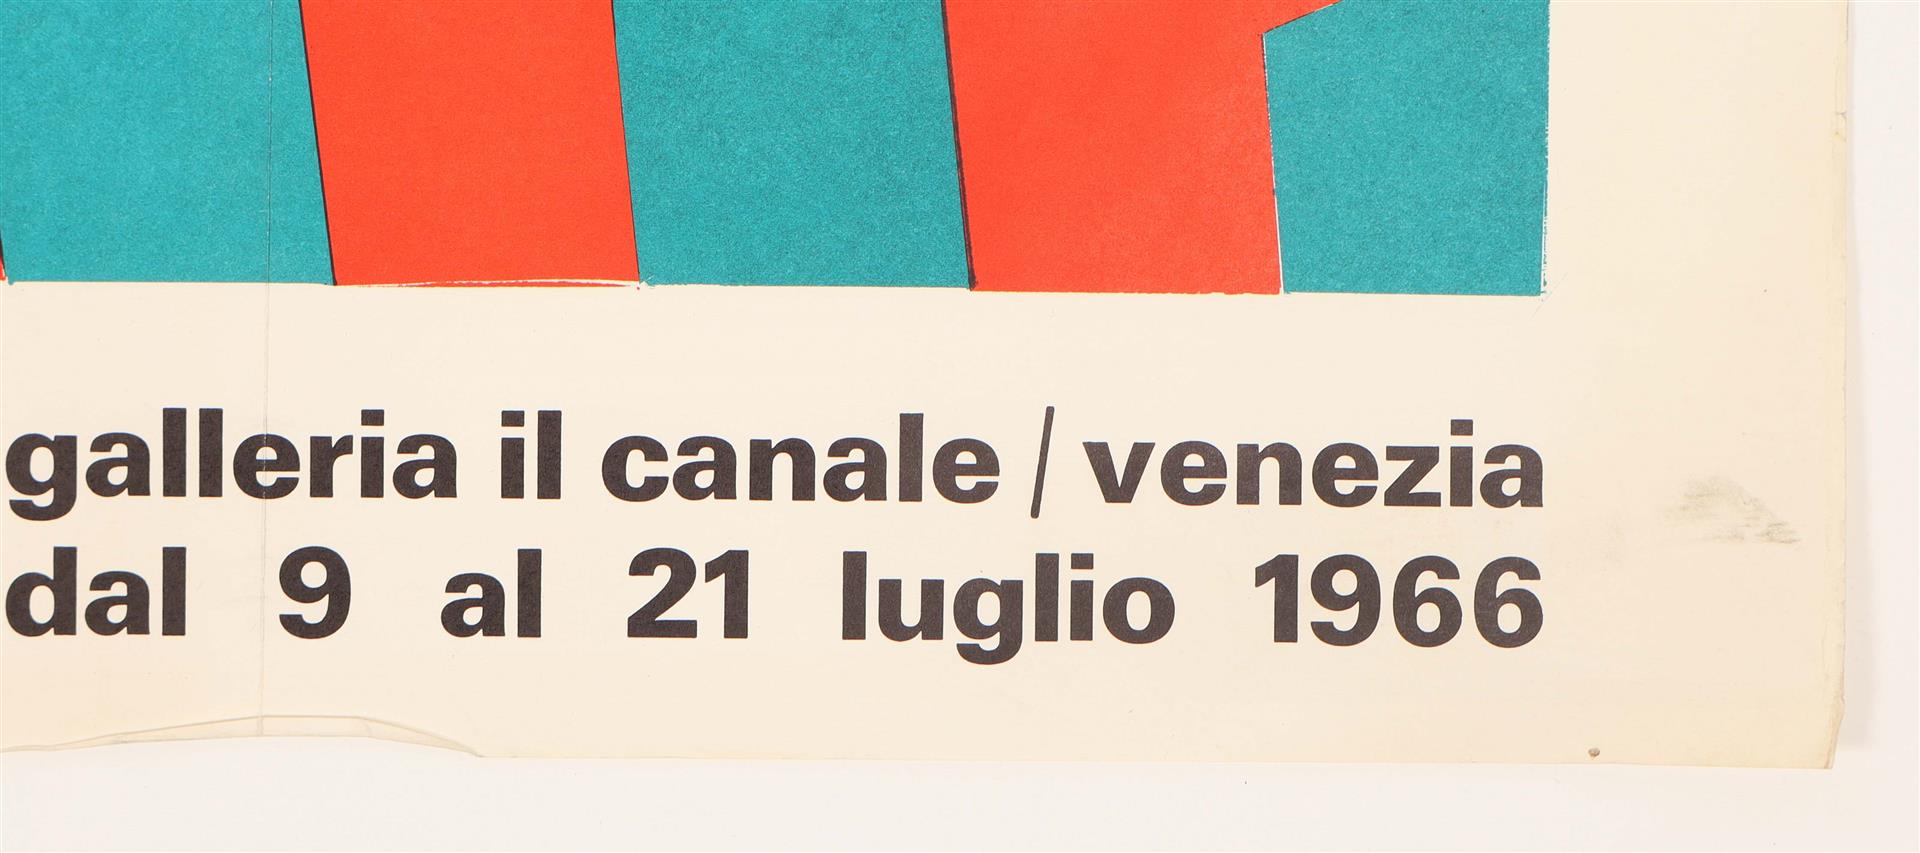 galleria il canale / venezia
dal 9 al 21 luglio 1966